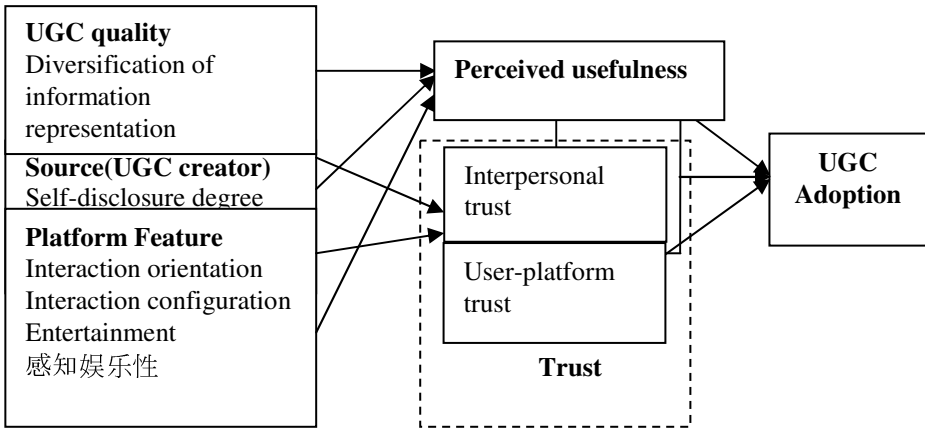 UGC quality
Diversification of
information
representation
Source(UGC creator)
Self-disclosure degree
Platform Feature
Interaction orientation
Interaction configuration
Entertainment
感知娱乐性
Perceived usefulness
Interpersonal
trust
User-platform
trust
Trust
UGC
Adoption